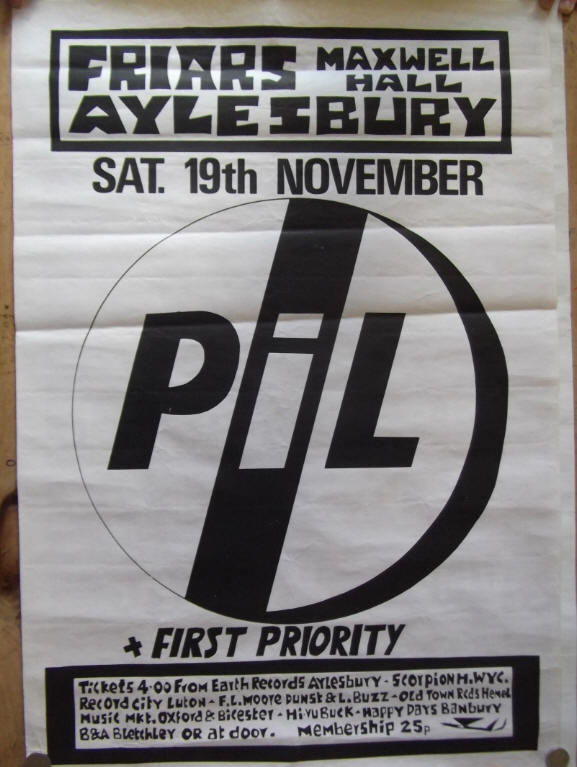 FRIARS MAXWELL HALL
AYLESBURY
SAT. 19th NOVEMBER
PiL
+ FIRST PRIORITY
Tickets 4.00 From Earth Records AYlesbury - Scorpion H.WYC.
Record City Luton - F.L. Moore Dunst & L. Buzz - Old Town Rcds Hemel
Music Mkt. Oxford & Bicester - Hi-Vu Buck - Happy Days Banbury
B&A Bletchley OR at door. Membership 25p